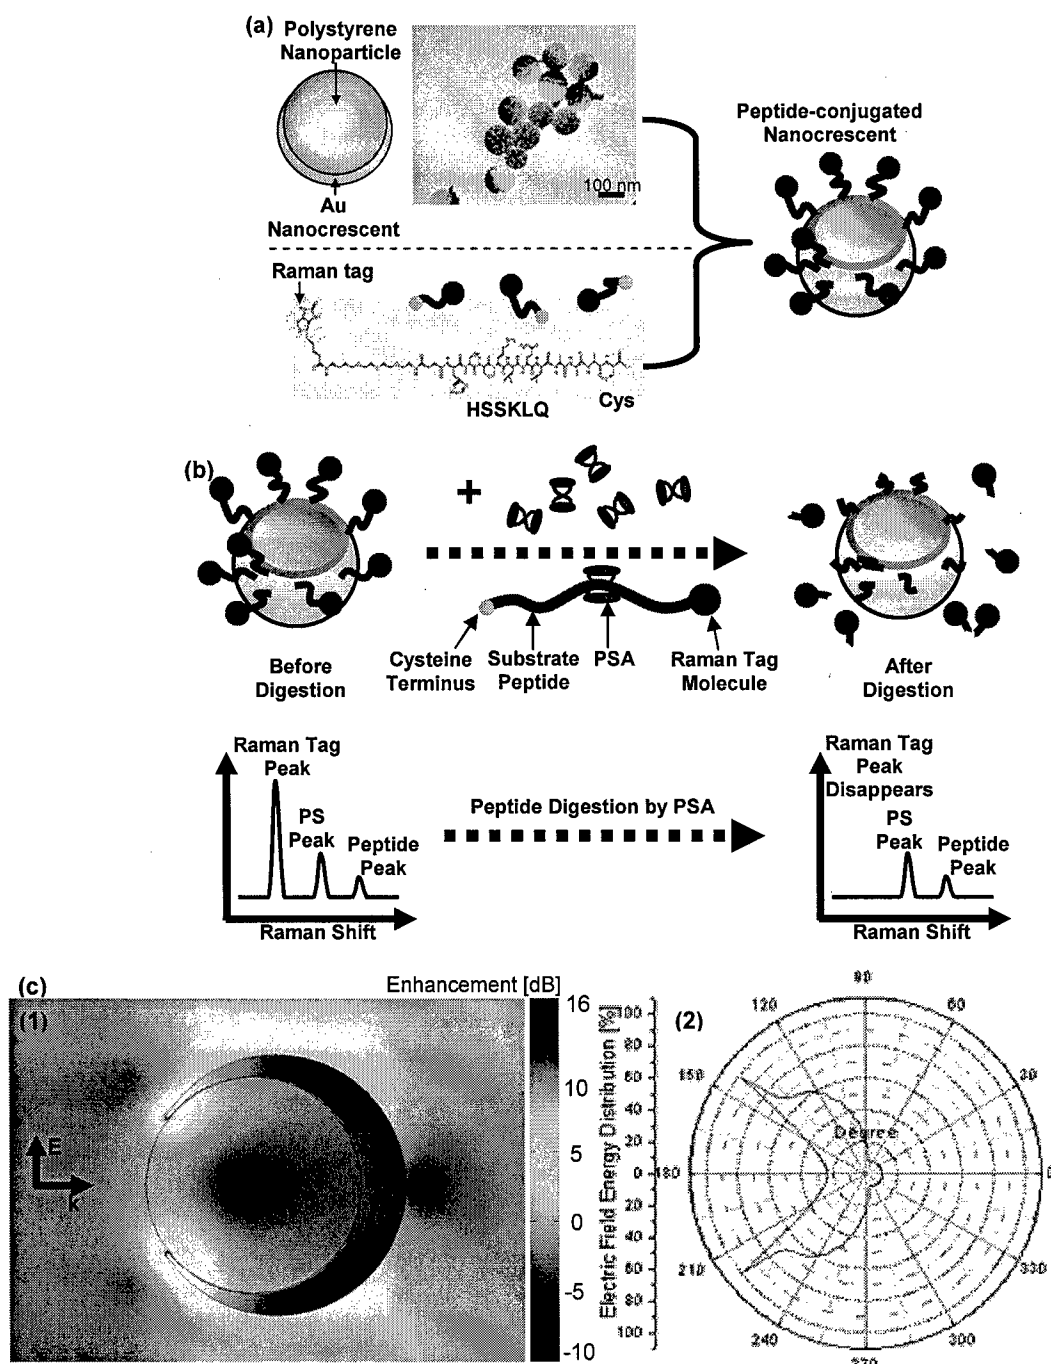 (a)
Polystyrene
Nanoparticle
Au
Nanocrescent
100 nm
Peptide-conjugated
Nanocrescent
Raman tag
HSSKLQ
Cys
(b)
+
Before
Digestion
Cysteine
Terminus
Substrate
Peptide
PSA
Raman Tag
Molecule
After
Digestion
Raman Tag
Peak
PS
Peak
Peptide
Peak
Raman Shift
Peptide Digestion by PSA
Raman Tag
Peak
Disappears
PS
Peak
Peptide
Peak
Raman Shift
(c)
(1)
Enhancement [dB]
16
10
5
0
-5
-10
E
K
(2)
Electric Field Energy Distribution [%]
100
80
60
40
20
0
20
40
60
80
100
Degree
90
60
30
0
330
300
270
240
210
180
150
120